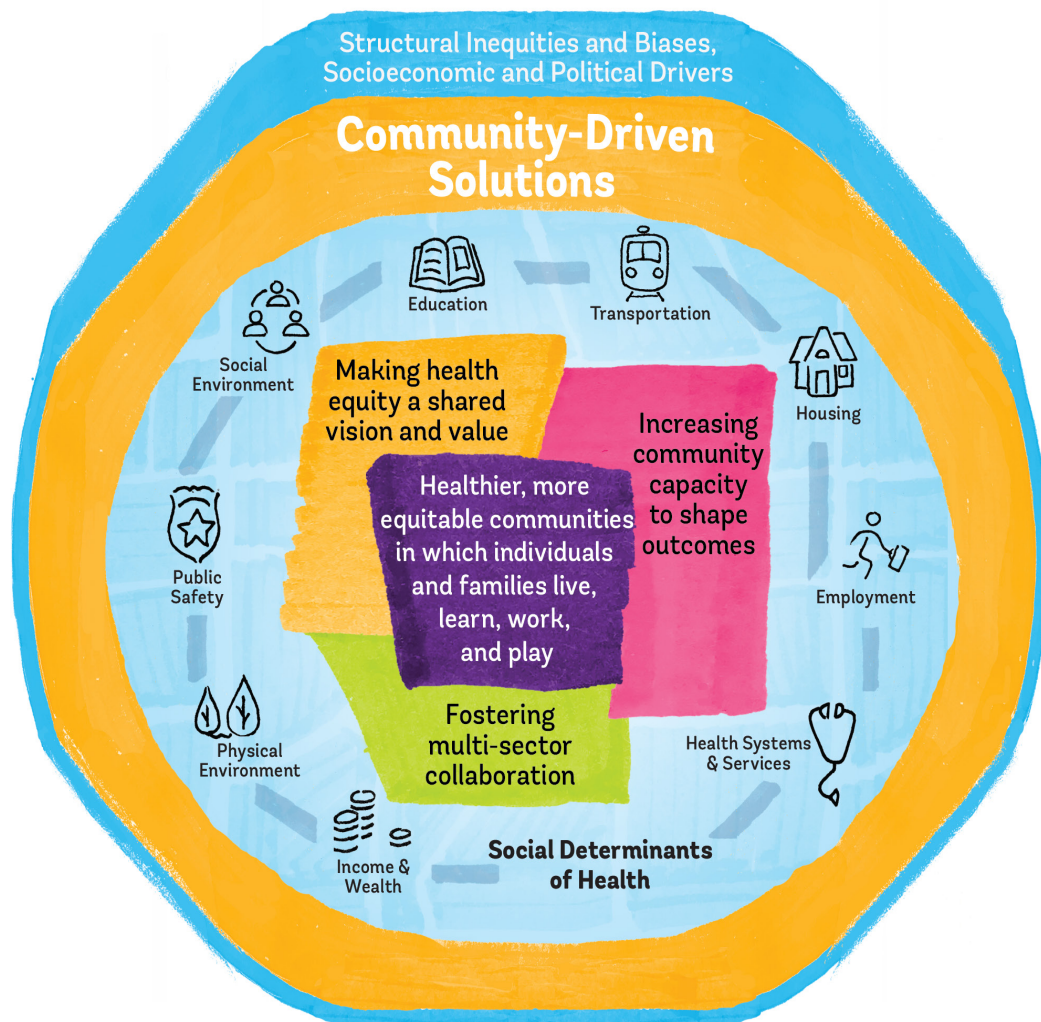 Structural Inequities and Biases,
Socioeconomic and Political Drivers
Community-Driven
Solutions
Education
Transportation
Social
Environment
Housing
Making health
equity a shared
vision and value
Increasing
community
capacity
to shape
outcomes
Healthier, more
equitable communities
in which individuals
and families live,
learn, work,
and play
Public
Safety
Employment
Physical
Environment
Fostering
multi-sector
collaboration
Health Systems
& Services
Income &
Wealth
Social Determinants
of Health